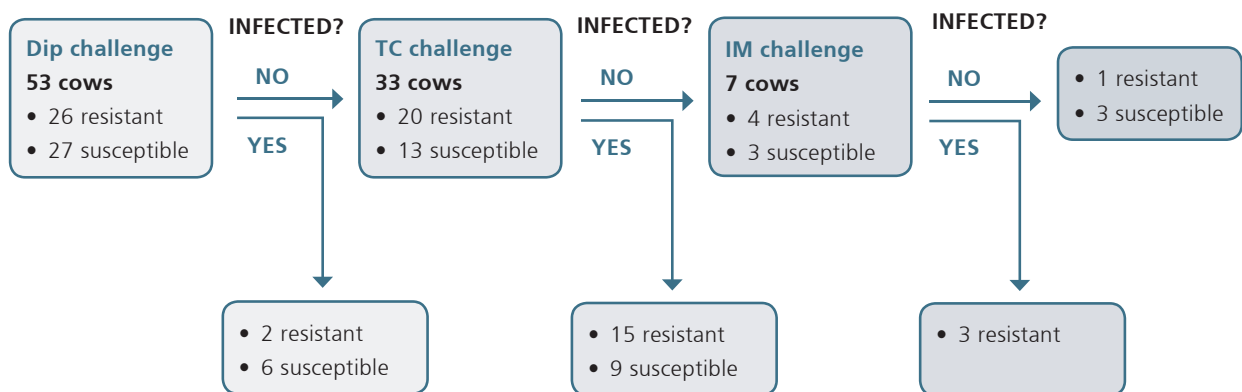 INFECTED?
Dip challenge
53 cows
• 26 resistant
• 27 susceptible
NO
YES
INFECTED?
TC challenge
33 cows
• 20 resistant
• 13 susceptible
NO
YES
INFECTED?
IM challenge
7 cows
• 4 resistant
• 3 susceptible
NO
YES
• 1 resistant
• 3 susceptible
• 2 resistant
• 6 susceptible
• 15 resistant
• 9 susceptible
• 3 resistant